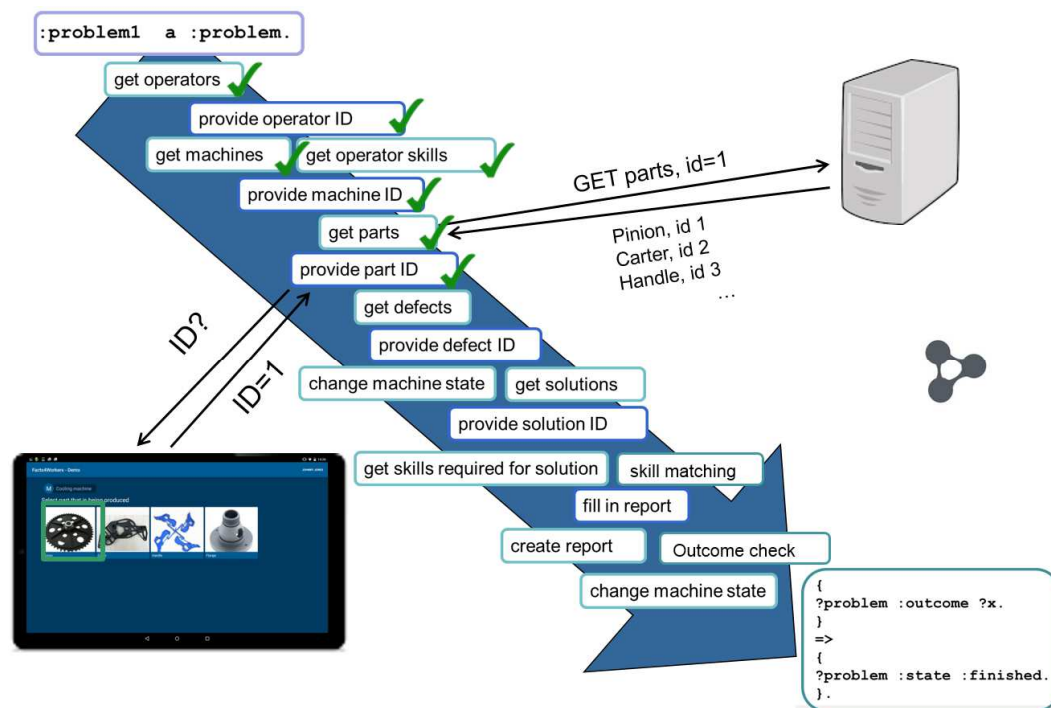 :problem1 a :problem.
get operators
provide operator ID
get machines
get operator skills
provide machine ID
GET parts, id=1
get parts
Pinion, id 1
Carter, id 2
Handle, id 3
...
provide part ID
get defects
ID?
ID=1
provide defect ID
change machine state
get solutions
provide solution ID
get skills required for solution
skill matching
Facts4Workers - Demo
M Cooling machine
Select part that is being produced
fill in report
create report
Outcome check
change machine state
{
?problem :outcome ?x.
}
=>
{
?problem :state :finished.
}.